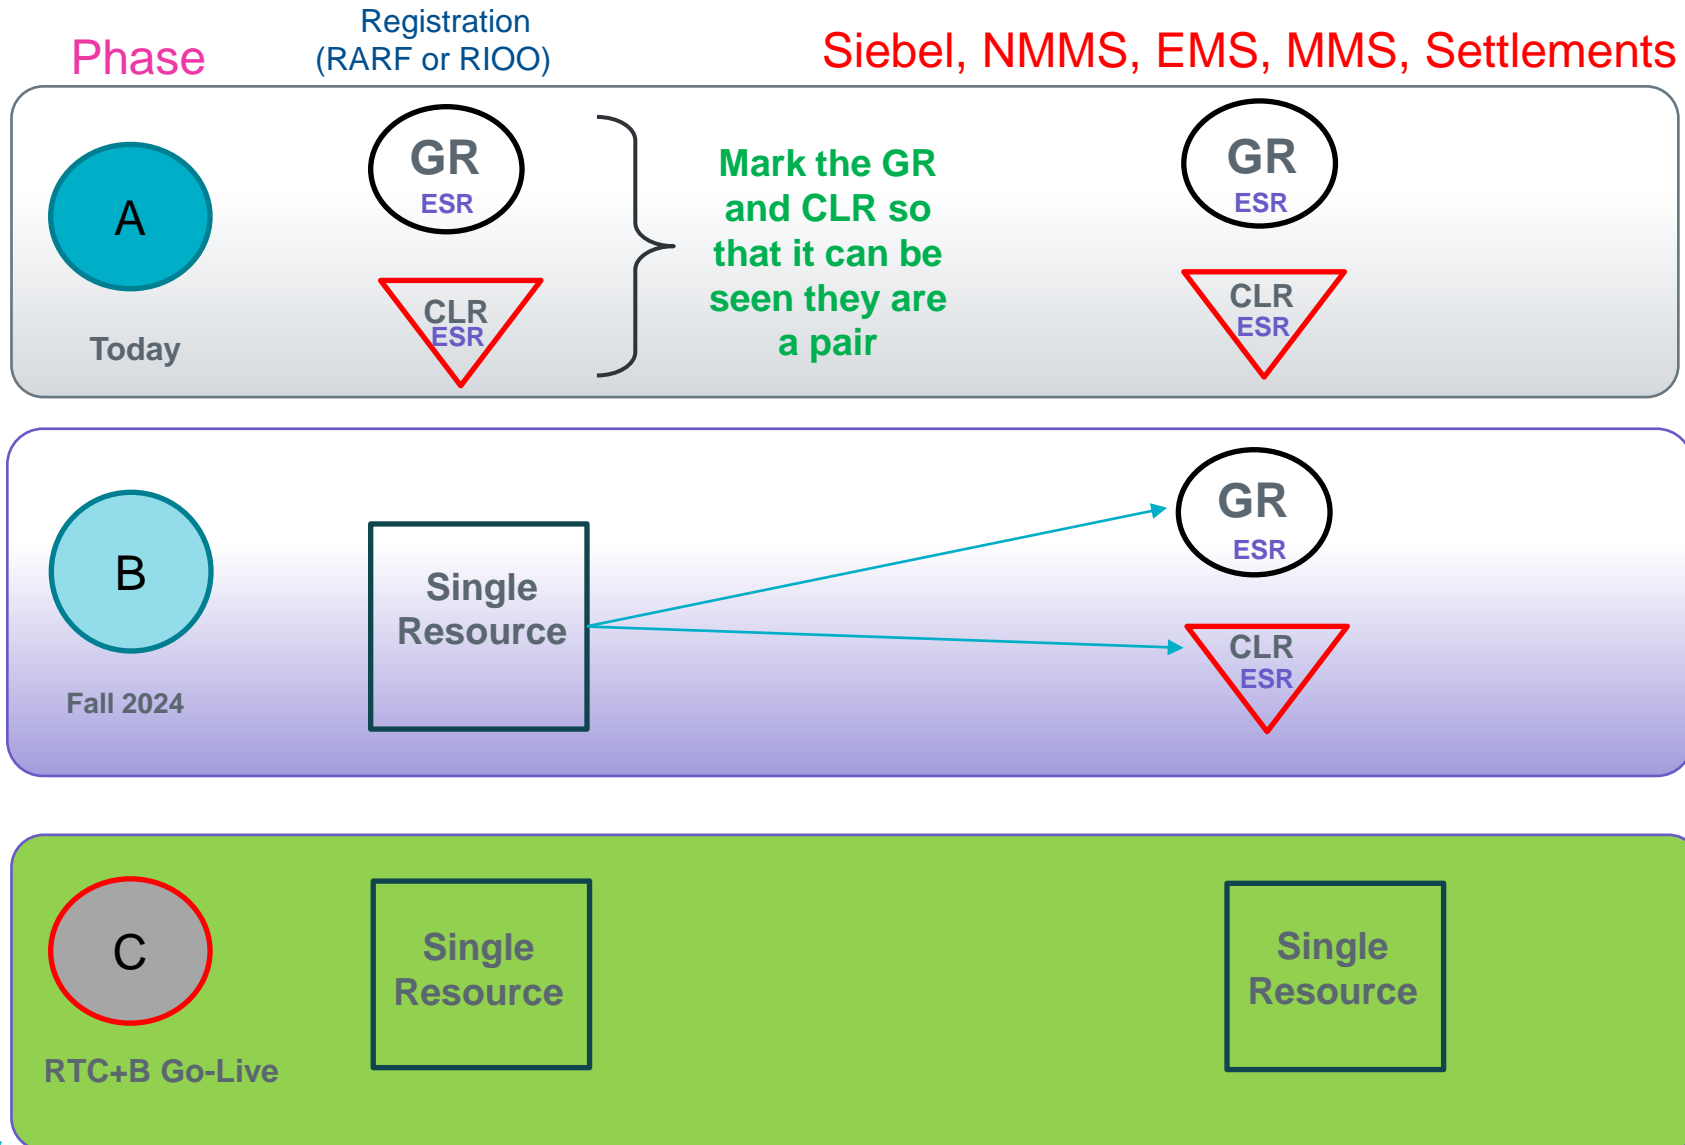 Phase
Registration
(RARF or RIOO)
Siebel, NMMS, EMS, MMS, Settlements
A
Today
GR
ESR
CLR
ESR
Mark the GR
and CLR so
that it can be
seen they are
a pair
GR
ESR
CLR
ESR
B
Fall 2024
Single
Resource
GR
ESR
CLR
ESR
C
RTC+B Go-Live
Single
Resource
Single
Resource